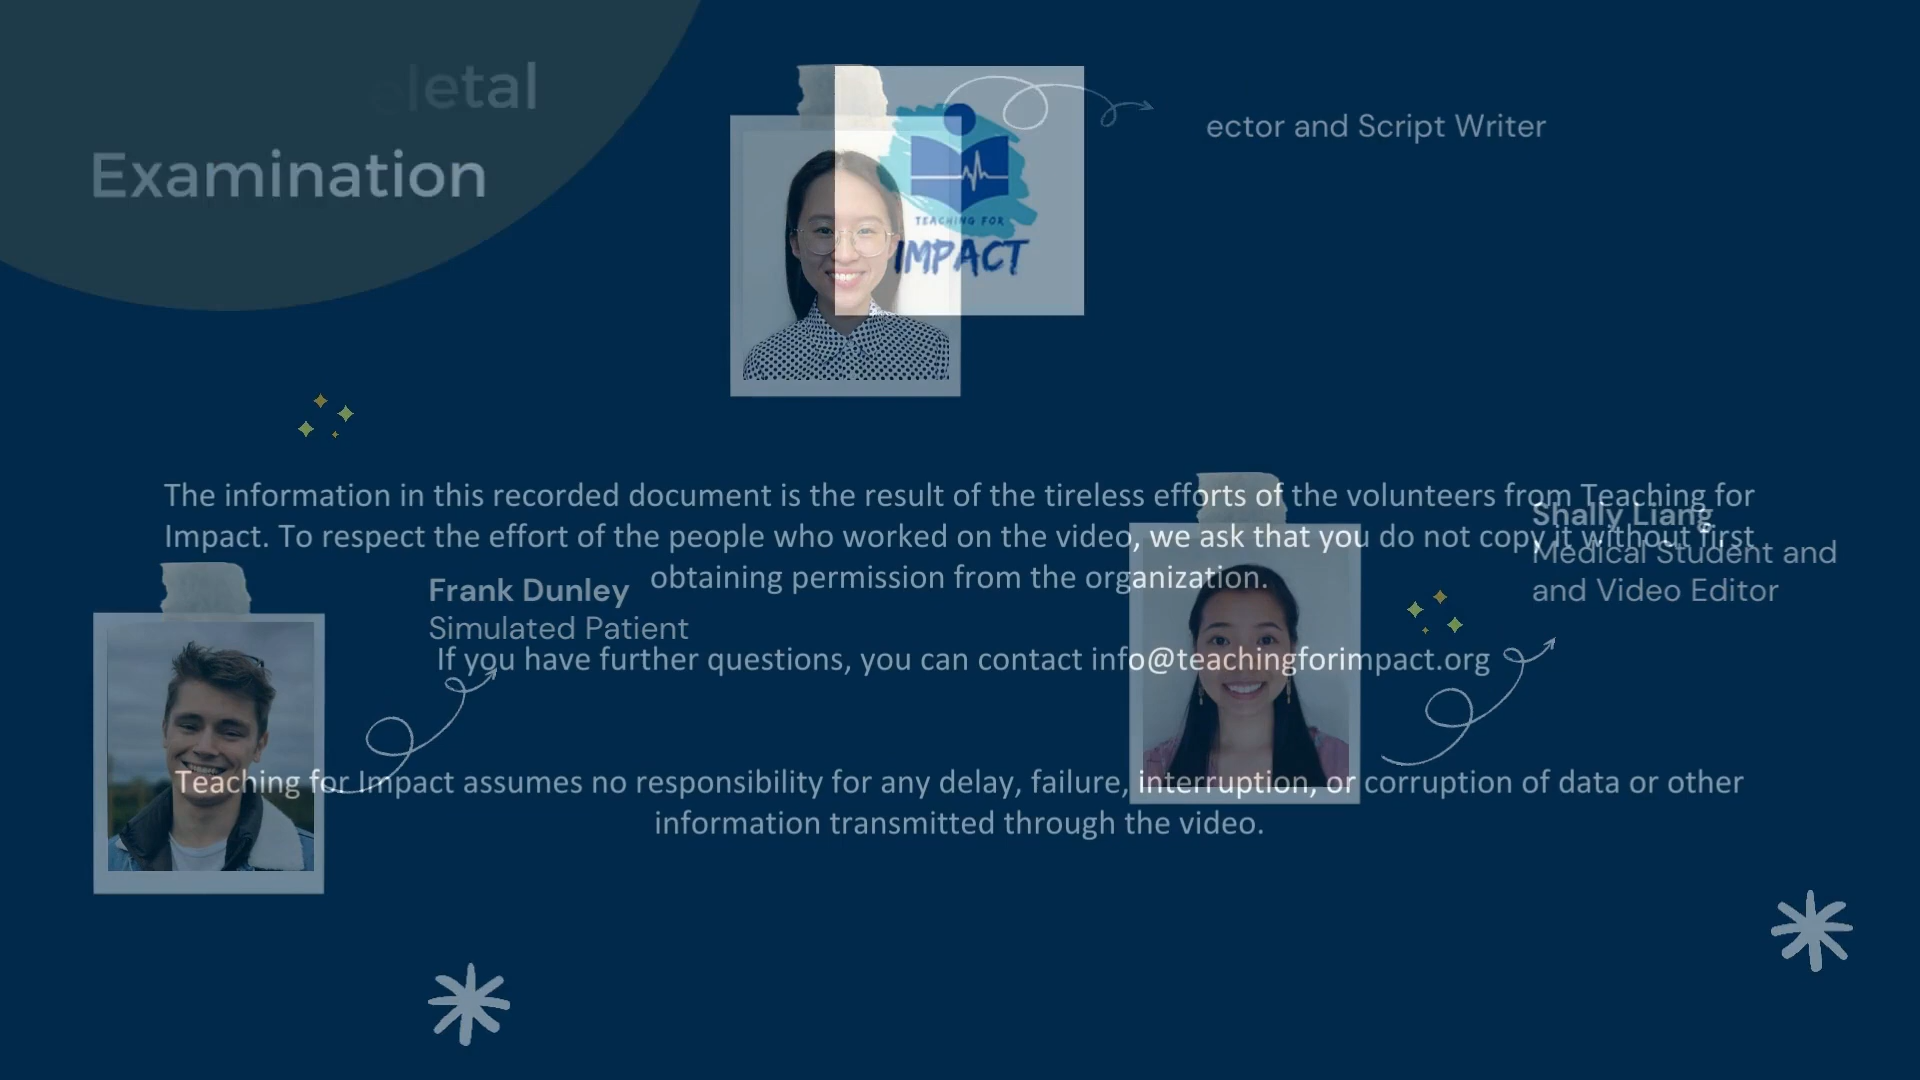 eletal
Examination
ector and Script Writer
TEACHING FOR
IMPACT
The information in this recorded document is the result of the tireless efforts of the volunteers from Teaching for
Impact. To respect the effort of the people who worked on the video, we ask that you do not copy it without first
obtaining permission from the organization.
Shally Liang
Medical Student and
and Video Editor
Frank Dunley
Simulated Patient
If you have further questions, you can contact info@teachingforimpact.org
Teaching for Impact assumes no responsibility for any delay, failure, interruption, or corruption of data or other
information transmitted through the video.